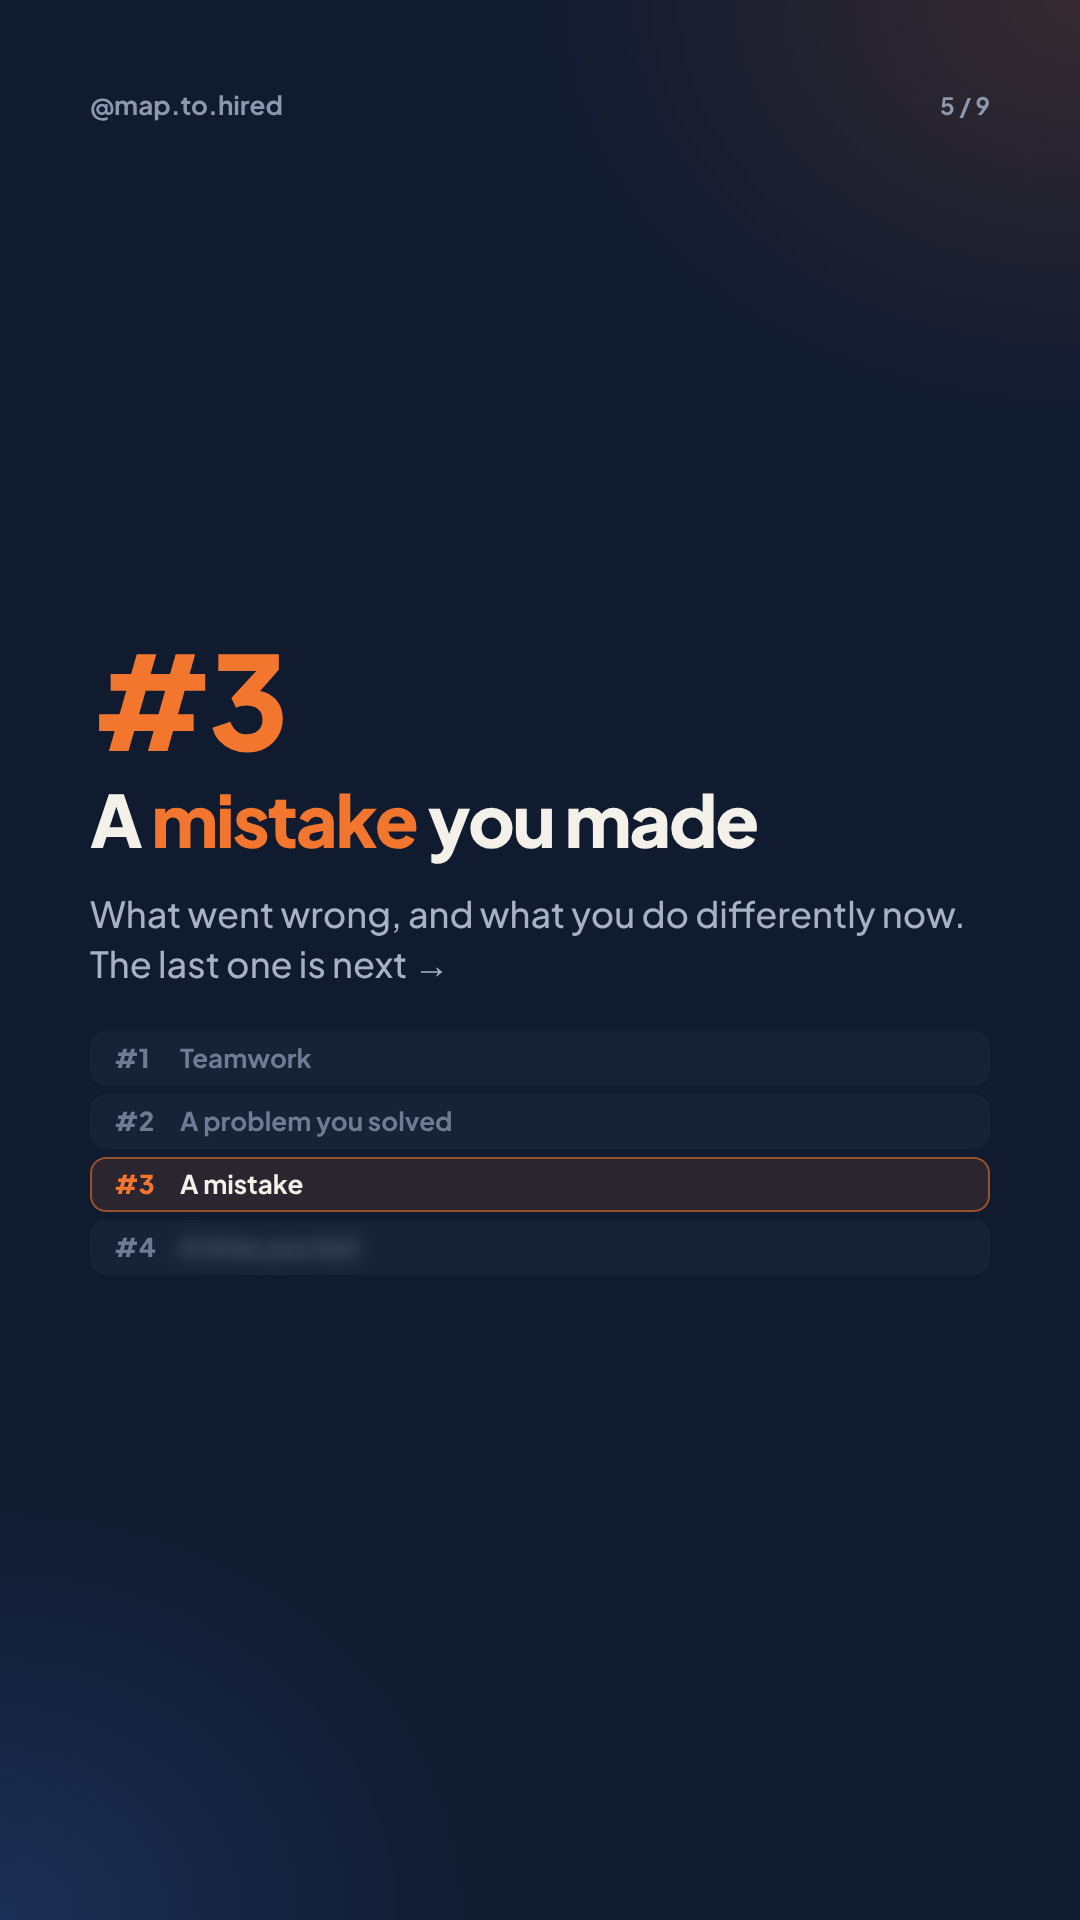 @map.to.hired
5 / 9
#3
A mistake you made
What went wrong, and what you do differently now.
The last one is next →
#1 Teamwork
#2 A problem you solved
#3 A mistake
#4